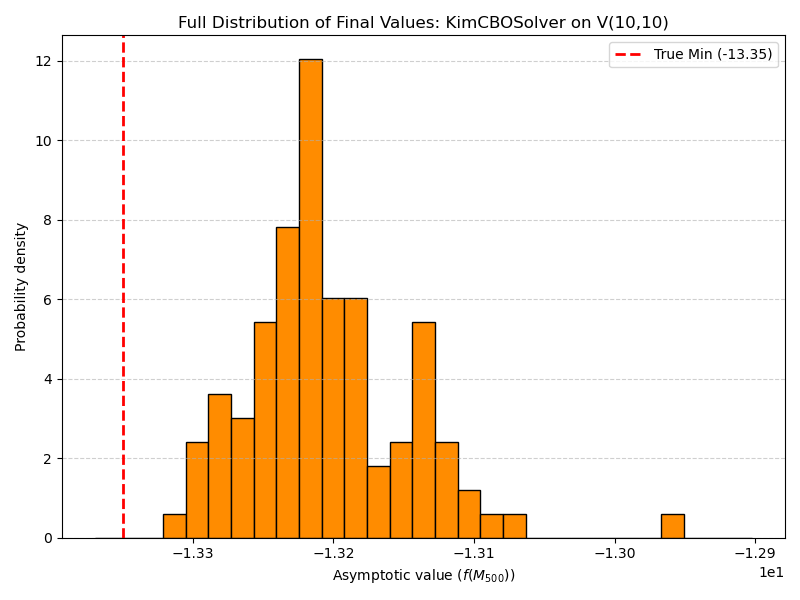 Full Distribution of Final Values: KimCBOSolver on V(10,10)
True Min (-13.35)
12
10
8
6
4
2
0
Probability density
−1.33
−1.32
−1.31
−1.30
−1.29
1e1
Asymptotic value (f(M₅₀₀))